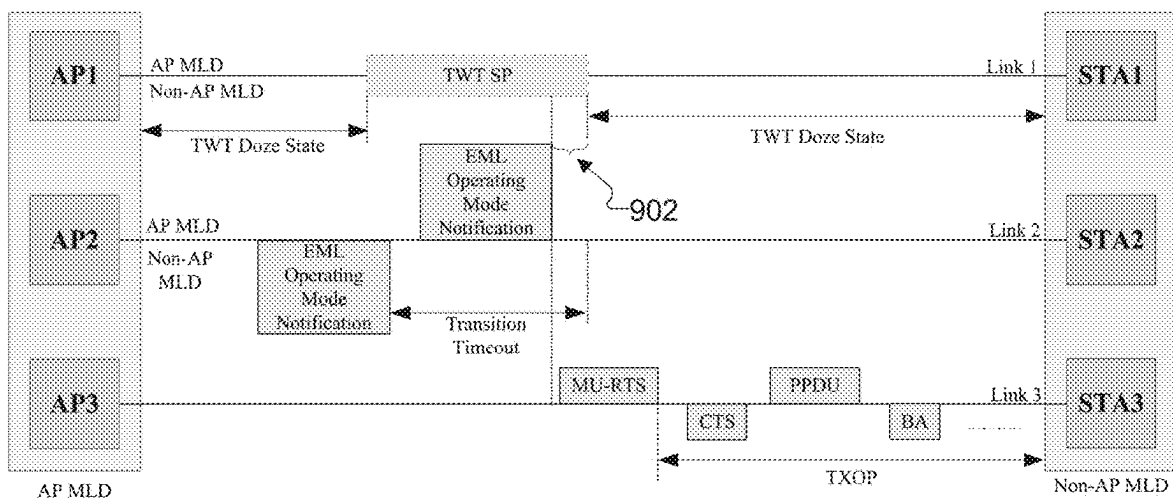 AP1
AP MLD
Non-AP MLD
TWT SP
Link 1
STA1
TWT Doze State
TWT Doze State
EML
Operating
Mode
Notification
902
AP2
AP MLD
Non-AP
MLD
Link 2
STA2
EML
Operating
Mode
Notification
Transition
Timeout
AP3
MU-RTS
PPDU
Link 3
STA3
CTS
BA
..........
TXOP
AP MLD
Non-AP MLD